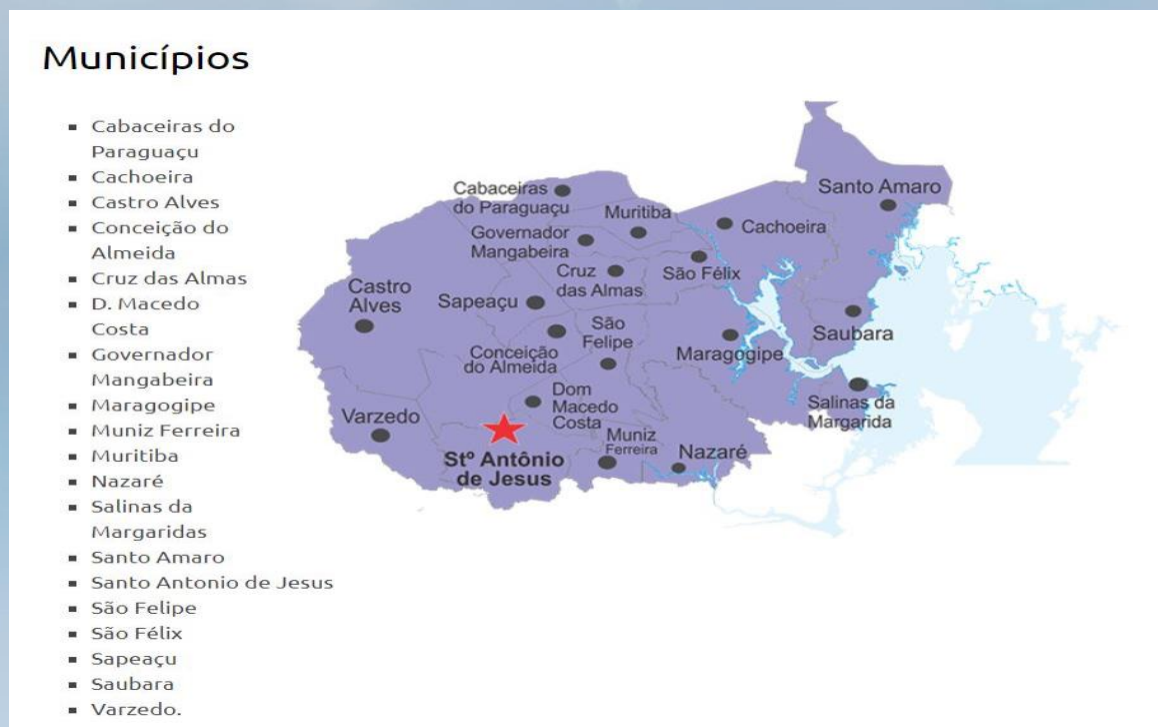 Municípios
▪ Cabaceiras do
Paraguaçu
▪ Cachoeira
▪ Castro Alves
▪ Conceição do
Almeida
▪ Cruz das Almas
▪ D. Macedo
Costa
▪ Governador
Mangabeira
▪ Maragogipe
▪ Muniz Ferreira
▪ Muritiba
▪ Nazaré
▪ Salinas da
Margaridas
▪ Santo Amaro
▪ Santo Antonio de Jesus
▪ São Felipe
▪ São Félix
▪ Sapeaçu
▪ Saubara
▪ Varzedo.
Cabaceiras
do Paraguaçu
Muritiba
Santo Amaro
Governador
Mangabeira
Cachoeira
Cruz
das Almas
São Félix
Castro
Alves
Sapeaçu
São
Felipe
Saubara
Conceição
do Almeida
Maragogipe
Dom
Macedo
Costa
Salinas da
Margarida
Varzedo
Muniz
Ferreira
Nazaré
Stº Antônio
de Jesus